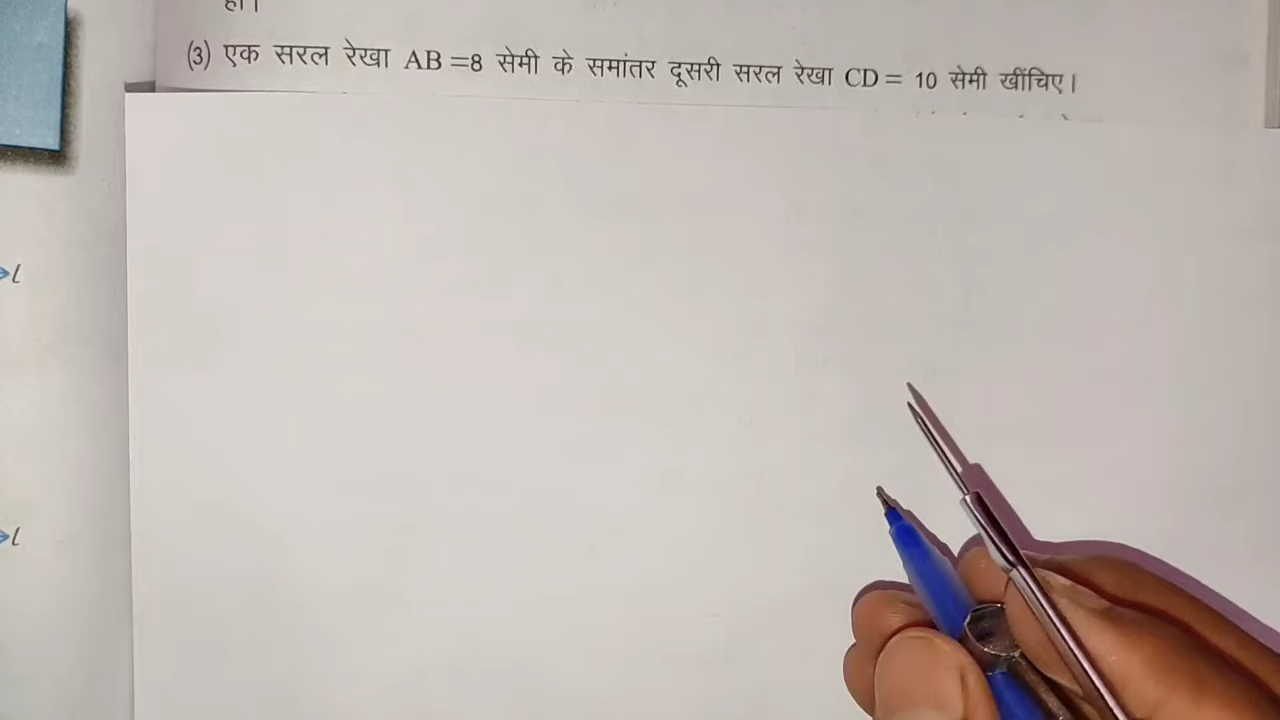 हो।
(3) एक सरल रेखा AB =8 सेमी के समांतर दूसरी सरल रेखा CD = 10 सेमी खींचिए।
l
l